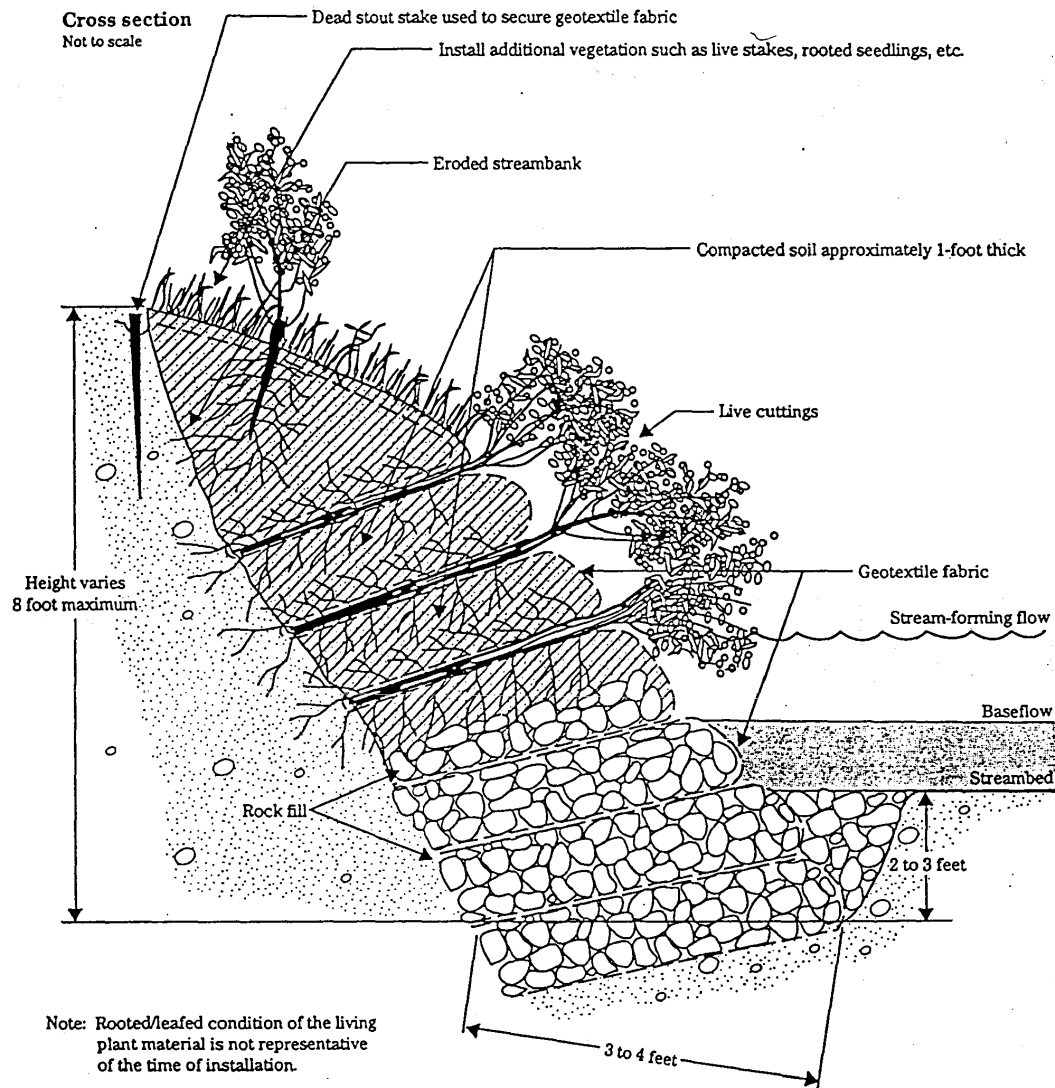 Cross section
Not to scale
Dead stout stake used to secure geotextile fabric
Install additional vegetation such as live stakes, rooted seedlings, etc.
Eroded streambank
Compacted soil approximately 1-foot thick
Live cuttings
Height varies
8 foot maximum
Geotextile fabric
Stream-forming flow
Baseflow
Streambed
Rock fill
2 to 3 feet
3 to 4 feet
Note: Rooted/leafed condition of the living
plant material is not representative
of the time of installation.